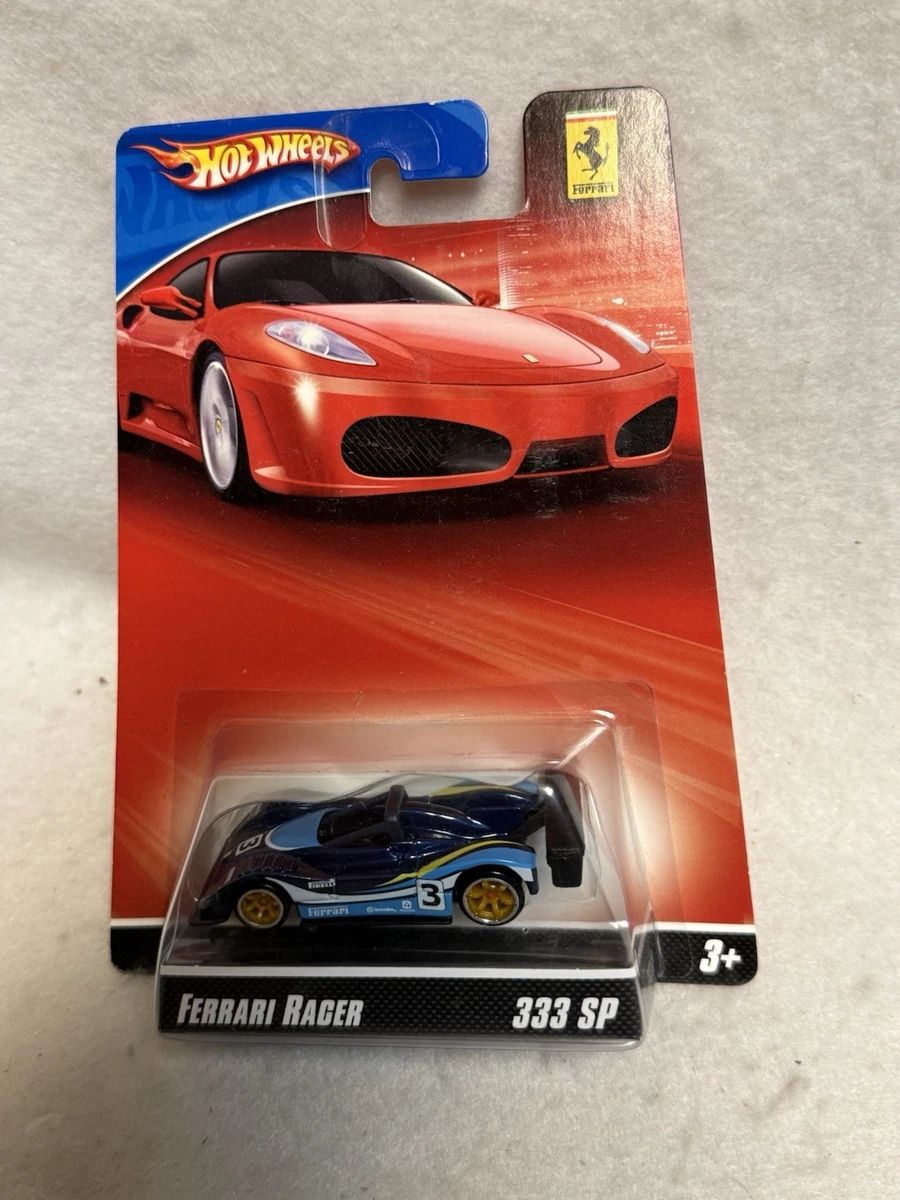 HOT WHEELS
Ferrari
3
3
PIRELLI
Ferrari
3+
FERRARI RACER
333 SP